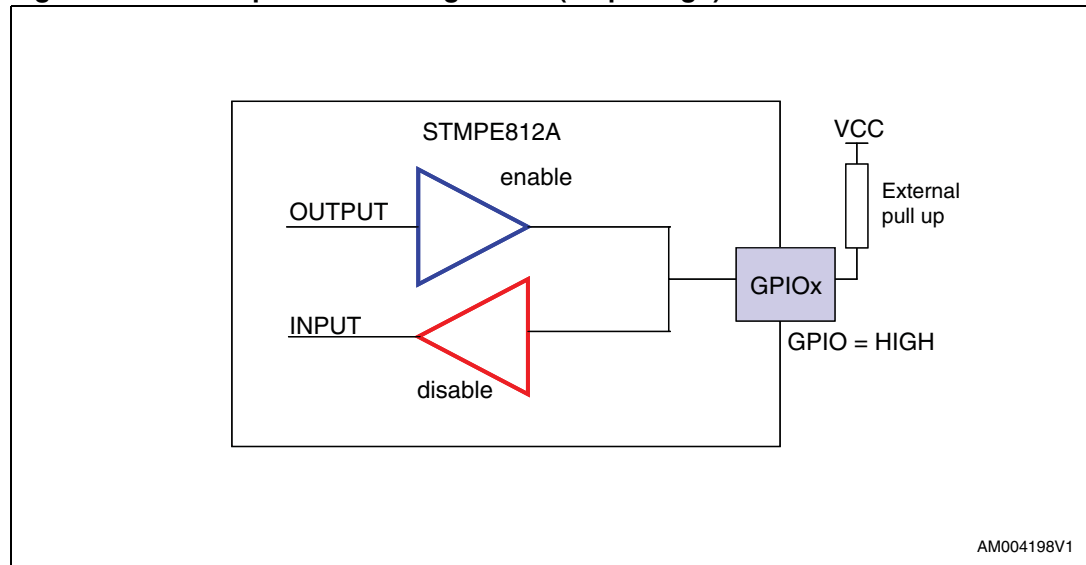 STMPE812A
enable
OUTPUT
INPUT
disable
VCC
External
pull up
GPIOx
GPIO = HIGH
AM004198V1